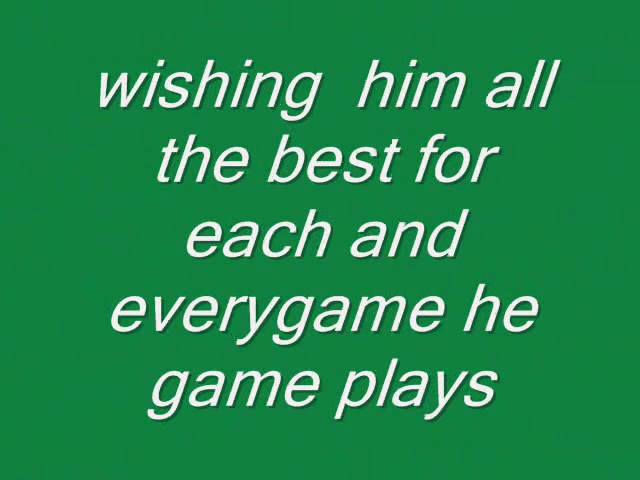 wishing  him all
the best for
each and
everygame he
game plays